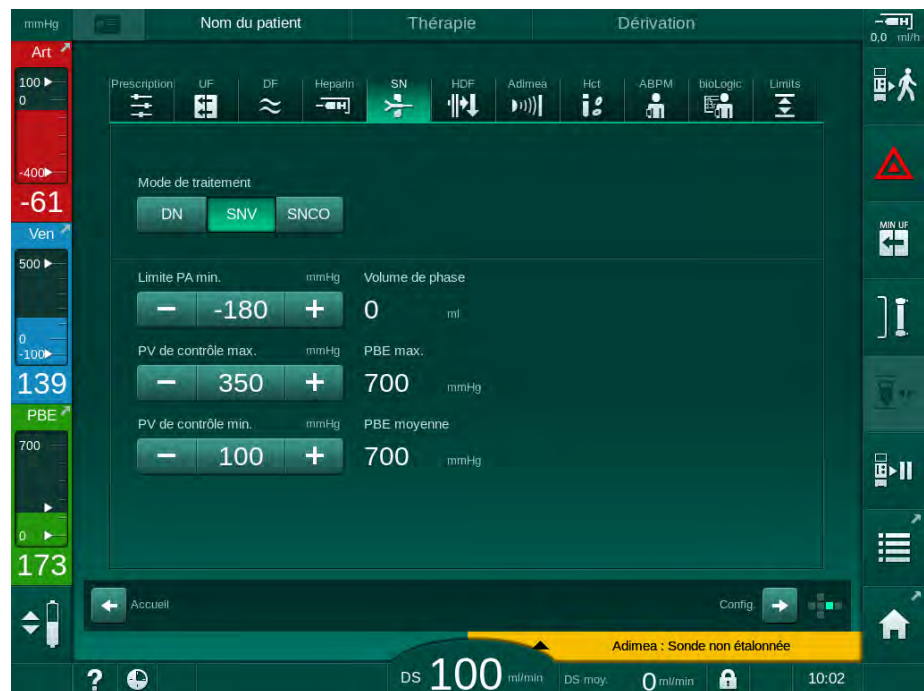 mmHg Nom du patient Thérapie Dérivation
0,0 ml/h
Art
100
0
-400
-61
Ven
500
0
-100
139
PBE
700
0
173
Prescription UF DF Heparin SN HDF Adimea Hct ABPM bioLogic Limits
Mode de traitement
DN SNV SNCO
Limite PA min. mmHg Volume de phase
− -180 + 0 ml
PV de contrôle max. mmHg PBE max.
− 350 + 700 mmHg
PV de contrôle min. mmHg PBE moyenne
− 100 + 700 mmHg
MIN UF
Accueil Config.
Adimea : Sonde non étalonnée
? DS 100 ml/min DS moy. 0 ml/min 10:02